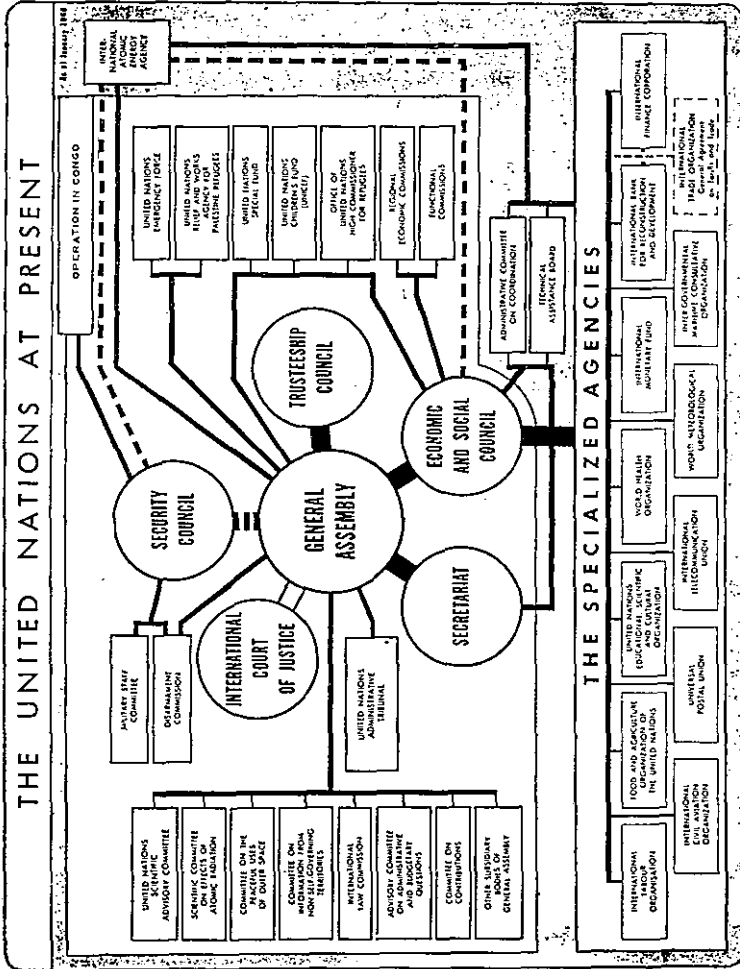 THE UNITED NATIONS AT PRESENT
As at January 1960
INTER-
NATIONAL
ATOMIC
ENERGY
AGENCY
OPERATION IN CONGO
SECURITY
COUNCIL
MILITARY STAFF
COMMITTEE
DISARMAMENT
COMMISSION
INTERNATIONAL
COURT
OF JUSTICE
GENERAL
ASSEMBLY
TRUSTEESHIP
COUNCIL
ECONOMIC
AND SOCIAL
COUNCIL
SECRETARIAT
UNITED NATIONS
ADMINISTRATIVE
TRIBUNAL
UNITED NATIONS
SCIENTIFIC
ADVISORY COMMITTEE
SCIENTIFIC COMMITTEE
ON EFFECTS OF
ATOMIC RADIATION
COMMITTEE ON THE
PEACEFUL USES
OF OUTER SPACE
COMMITTEE ON
INFORMATION FROM
NON SELF-GOVERNING
TERRITORIES
INTERNATIONAL
LAW COMMISSION
ADVISORY COMMITTEE
ON ADMINISTRATIVE
AND BUDGETARY
QUESTIONS
COMMITTEE ON
CONTRIBUTIONS
OTHER SUBSIDIARY
BODIES OF
GENERAL ASSEMBLY
UNITED NATIONS
EMERGENCY FORCE
UNITED NATIONS
RELIEF AND WORKS
AGENCY FOR
PALESTINE REFUGEES
UNITED NATIONS
SPECIAL FUND
UNITED NATIONS
CHILDREN'S FUND
(UNICEF)
OFFICE OF
UNITED NATIONS
HIGH COMMISSIONER
FOR REFUGEES
REGIONAL
ECONOMIC COMMISSIONS
FUNCTIONAL
COMMISSIONS
ADMINISTRATIVE COMMITTEE
ON COORDINATION
TECHNICAL
ASSISTANCE BOARD
THE SPECIALIZED AGENCIES
INTERNATIONAL
LABOUR
ORGANISATION
FOOD AND AGRICULTURE
ORGANIZATION OF
THE UNITED NATIONS
UNITED NATIONS
EDUCATIONAL, SCIENTIFIC
AND CULTURAL
ORGANIZATION
WORLD HEALTH
ORGANIZATION
INTERNATIONAL
MONETARY FUND
INTERNATIONAL BANK
FOR RECONSTRUCTION
AND DEVELOPMENT
INTERNATIONAL
FINANCE CORPORATION
INTERNATIONAL
CIVIL AVIATION
ORGANIZATION
UNIVERSAL
POSTAL UNION
INTERNATIONAL
TELECOMMUNICATION
UNION
WORLD METEOROLOGICAL
ORGANIZATION
INTER-GOVERNMENTAL
MARITIME CONSULTATIVE
ORGANIZATION
INTERNATIONAL
TRADE ORGANIZATION
General Agreement
on Tariffs and Trade